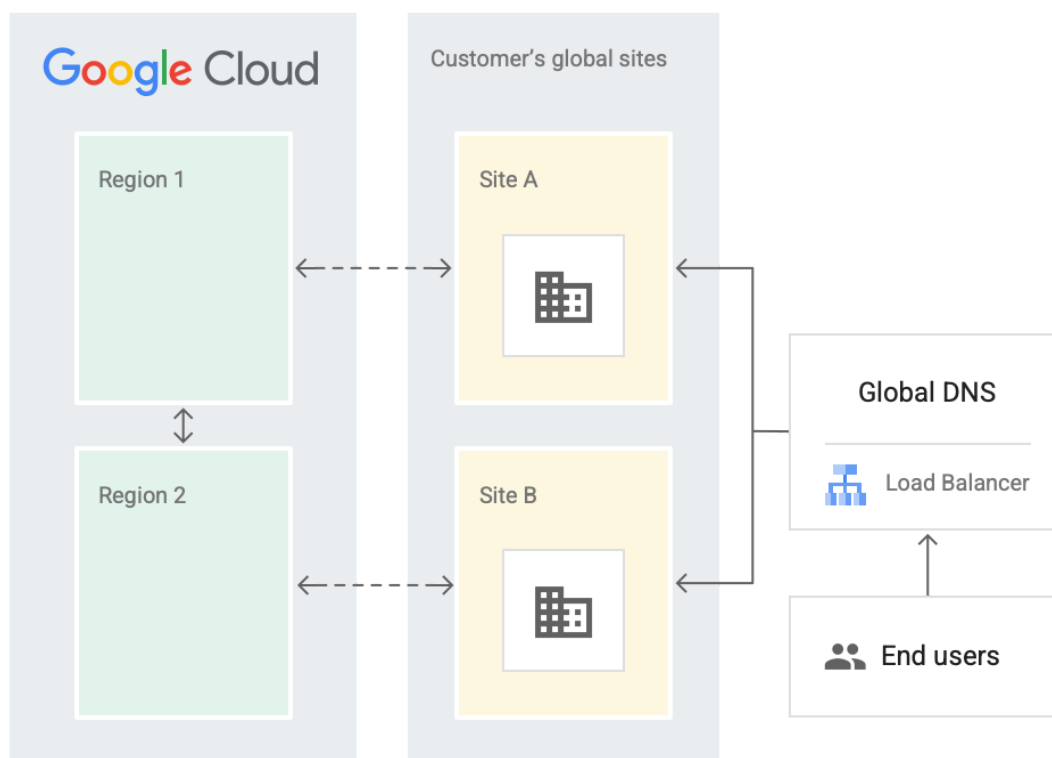 Google Cloud
Customer’s global sites
Region 1
Site A
Global DNS
Load Balancer
Region 2
Site B
End users